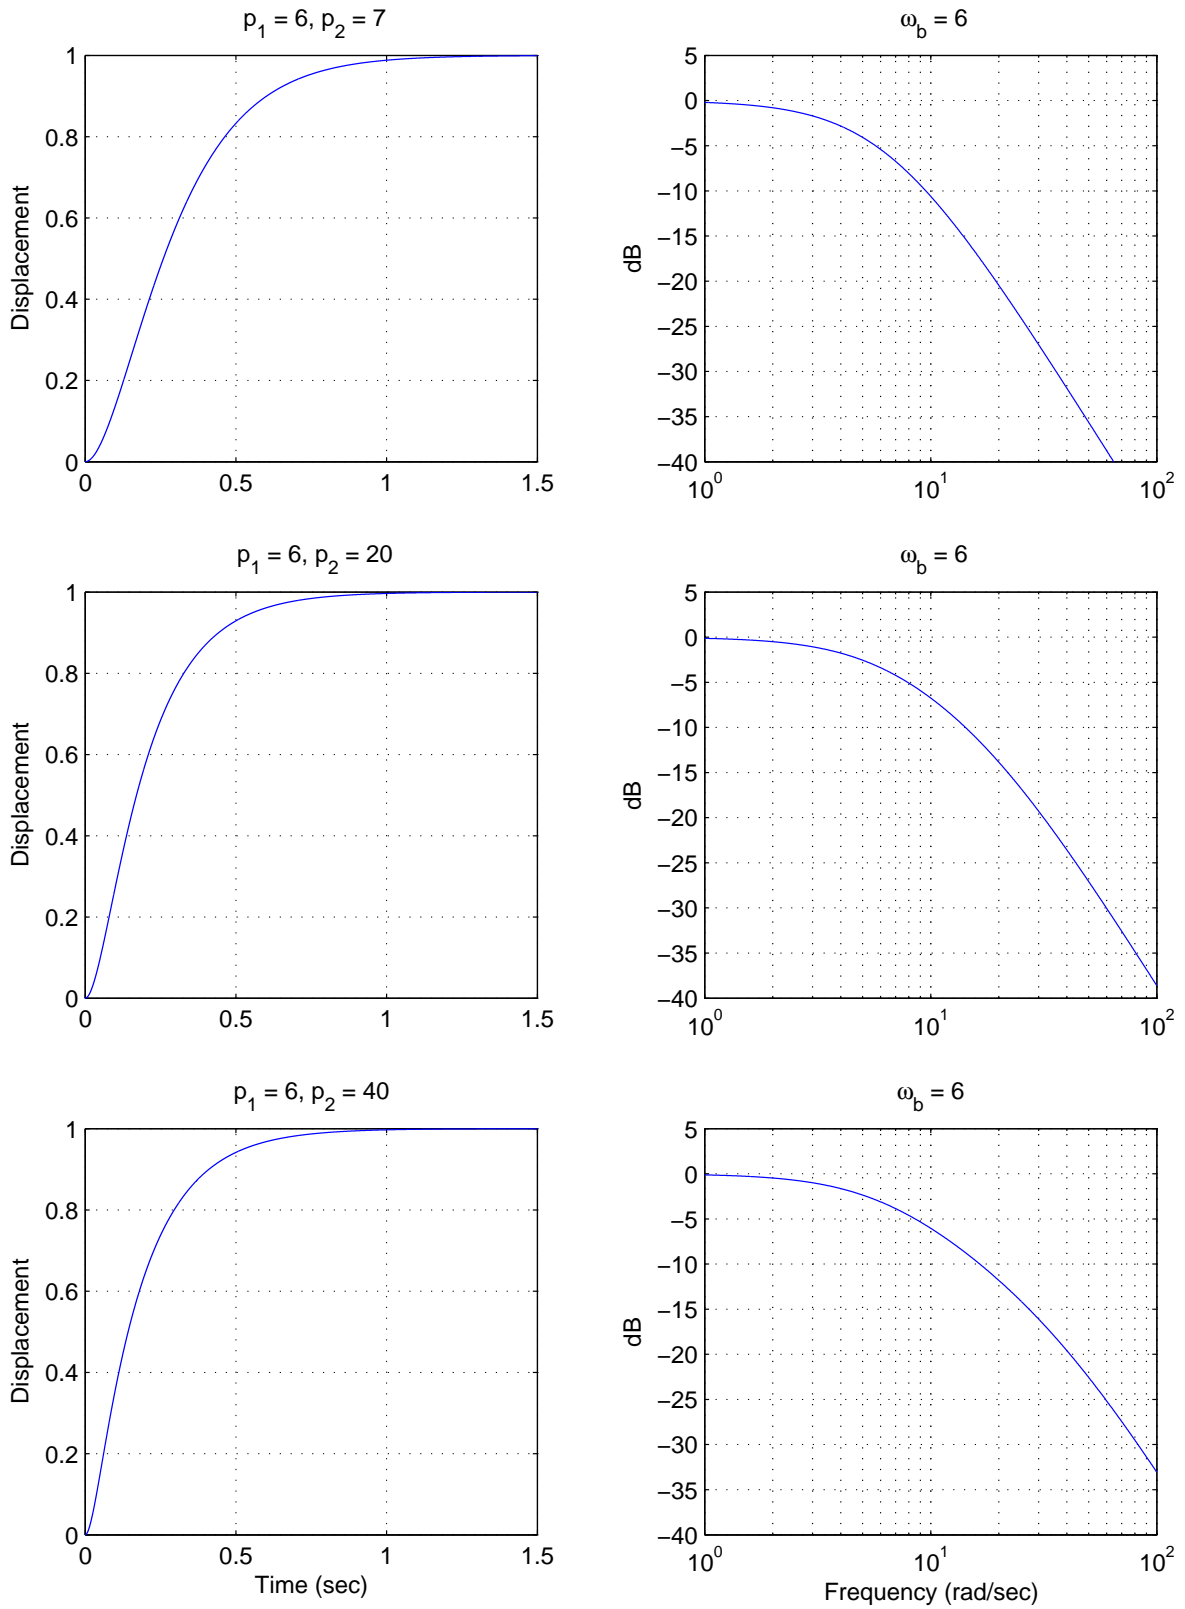 p1 = 6, p2 = 7
1
0.8
0.6
0.4
0.2
0
Displacement
0 0.5 1 1.5
ωb = 6
5
0
−5
−10
−15
−20
−25
−30
−35
−40
dB
10^0 10^1 10^2
p1 = 6, p2 = 20
1
0.8
0.6
0.4
0.2
0
Displacement
0 0.5 1 1.5
ωb = 6
5
0
−5
−10
−15
−20
−25
−30
−35
−40
dB
10^0 10^1 10^2
p1 = 6, p2 = 40
1
0.8
0.6
0.4
0.2
0
Displacement
0 0.5 1 1.5
Time (sec)
ωb = 6
5
0
−5
−10
−15
−20
−25
−30
−35
−40
dB
10^0 10^1 10^2
Frequency (rad/sec)